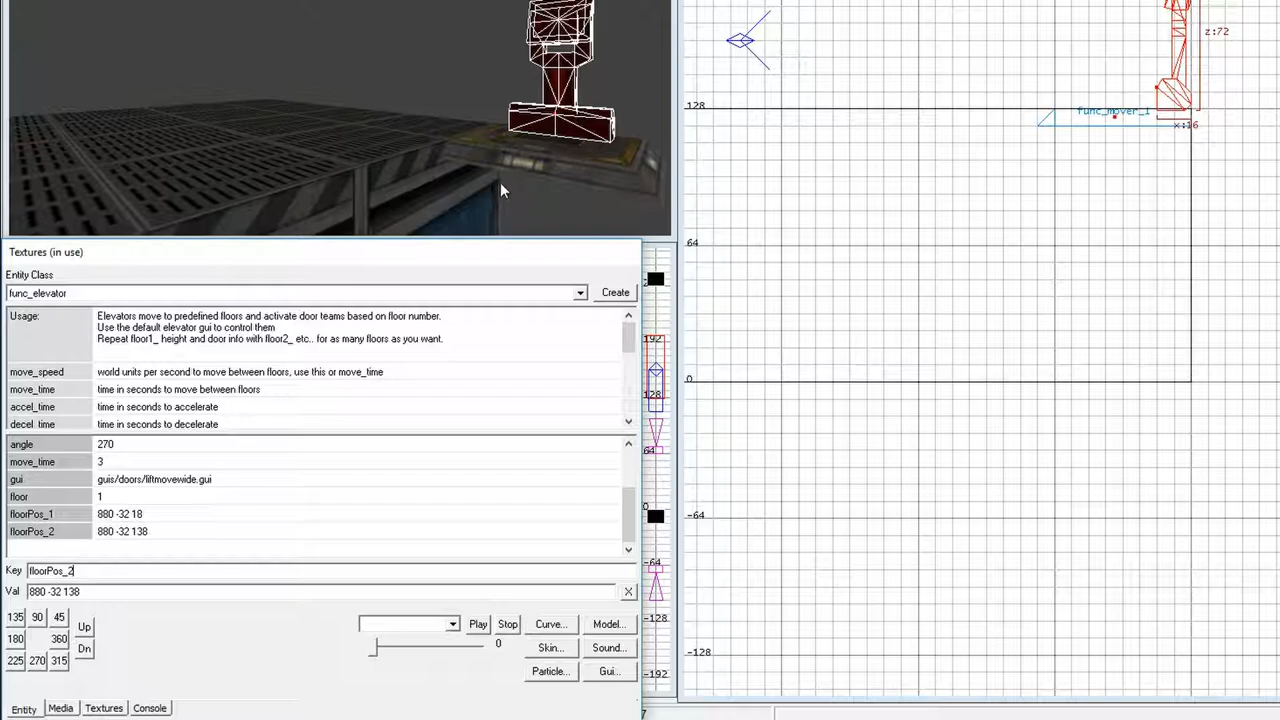 z:72
128
func_mover_1
x:16
64
0
-64
-128
192
128
64
0
-64
-128
-192
Textures (in use)
Entity Class
func_elevator
Create
Usage: Elevators move to predefined floors and activate door teams based on floor number.
Use the default elevator gui to control them
Repeat floor1_ height and door info with floor2_ etc.. for as many floors as you want.
move_speed world units per second to move between floors, use this or move_time
move_time time in seconds to move between floors
accel_time time in seconds to accelerate
decel_time time in seconds to decelerate
angle 270
move_time 3
gui guis/doors/liftmovewide.gui
floor 1
floorPos_1 880 -32 18
floorPos_2 880 -32 138
Key floorPos_2
Val 880 -32 138 X
135 90 45 Up
180 360 Dn
225 270 315
Play Stop Curve... Model...
0 Skin... Sound...
Particle... Gui...
Entity Media Textures Console